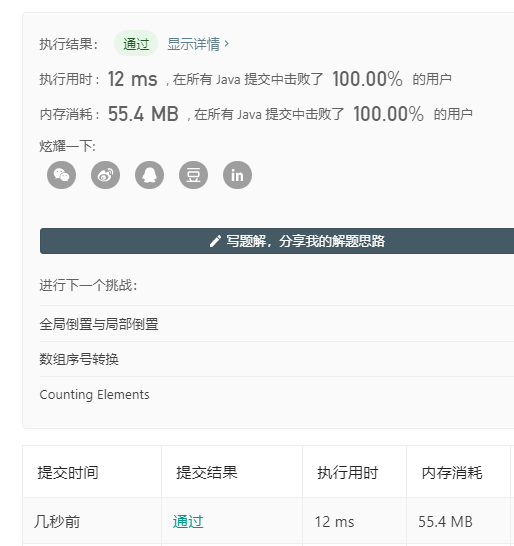 执行结果： 通过 显示详情 ›
执行用时： 12 ms ，在所有 Java 提交中击败了 100.00% 的用户
内存消耗： 55.4 MB ，在所有 Java 提交中击败了 100.00% 的用户
炫耀一下:
豆 in
写题解，分享我的解题思路
进行下一个挑战：
全局倒置与局部倒置
数组序号转换
Counting Elements
提交时间 提交结果 执行用时 内存消耗
几秒前 通过 12 ms 55.4 MB